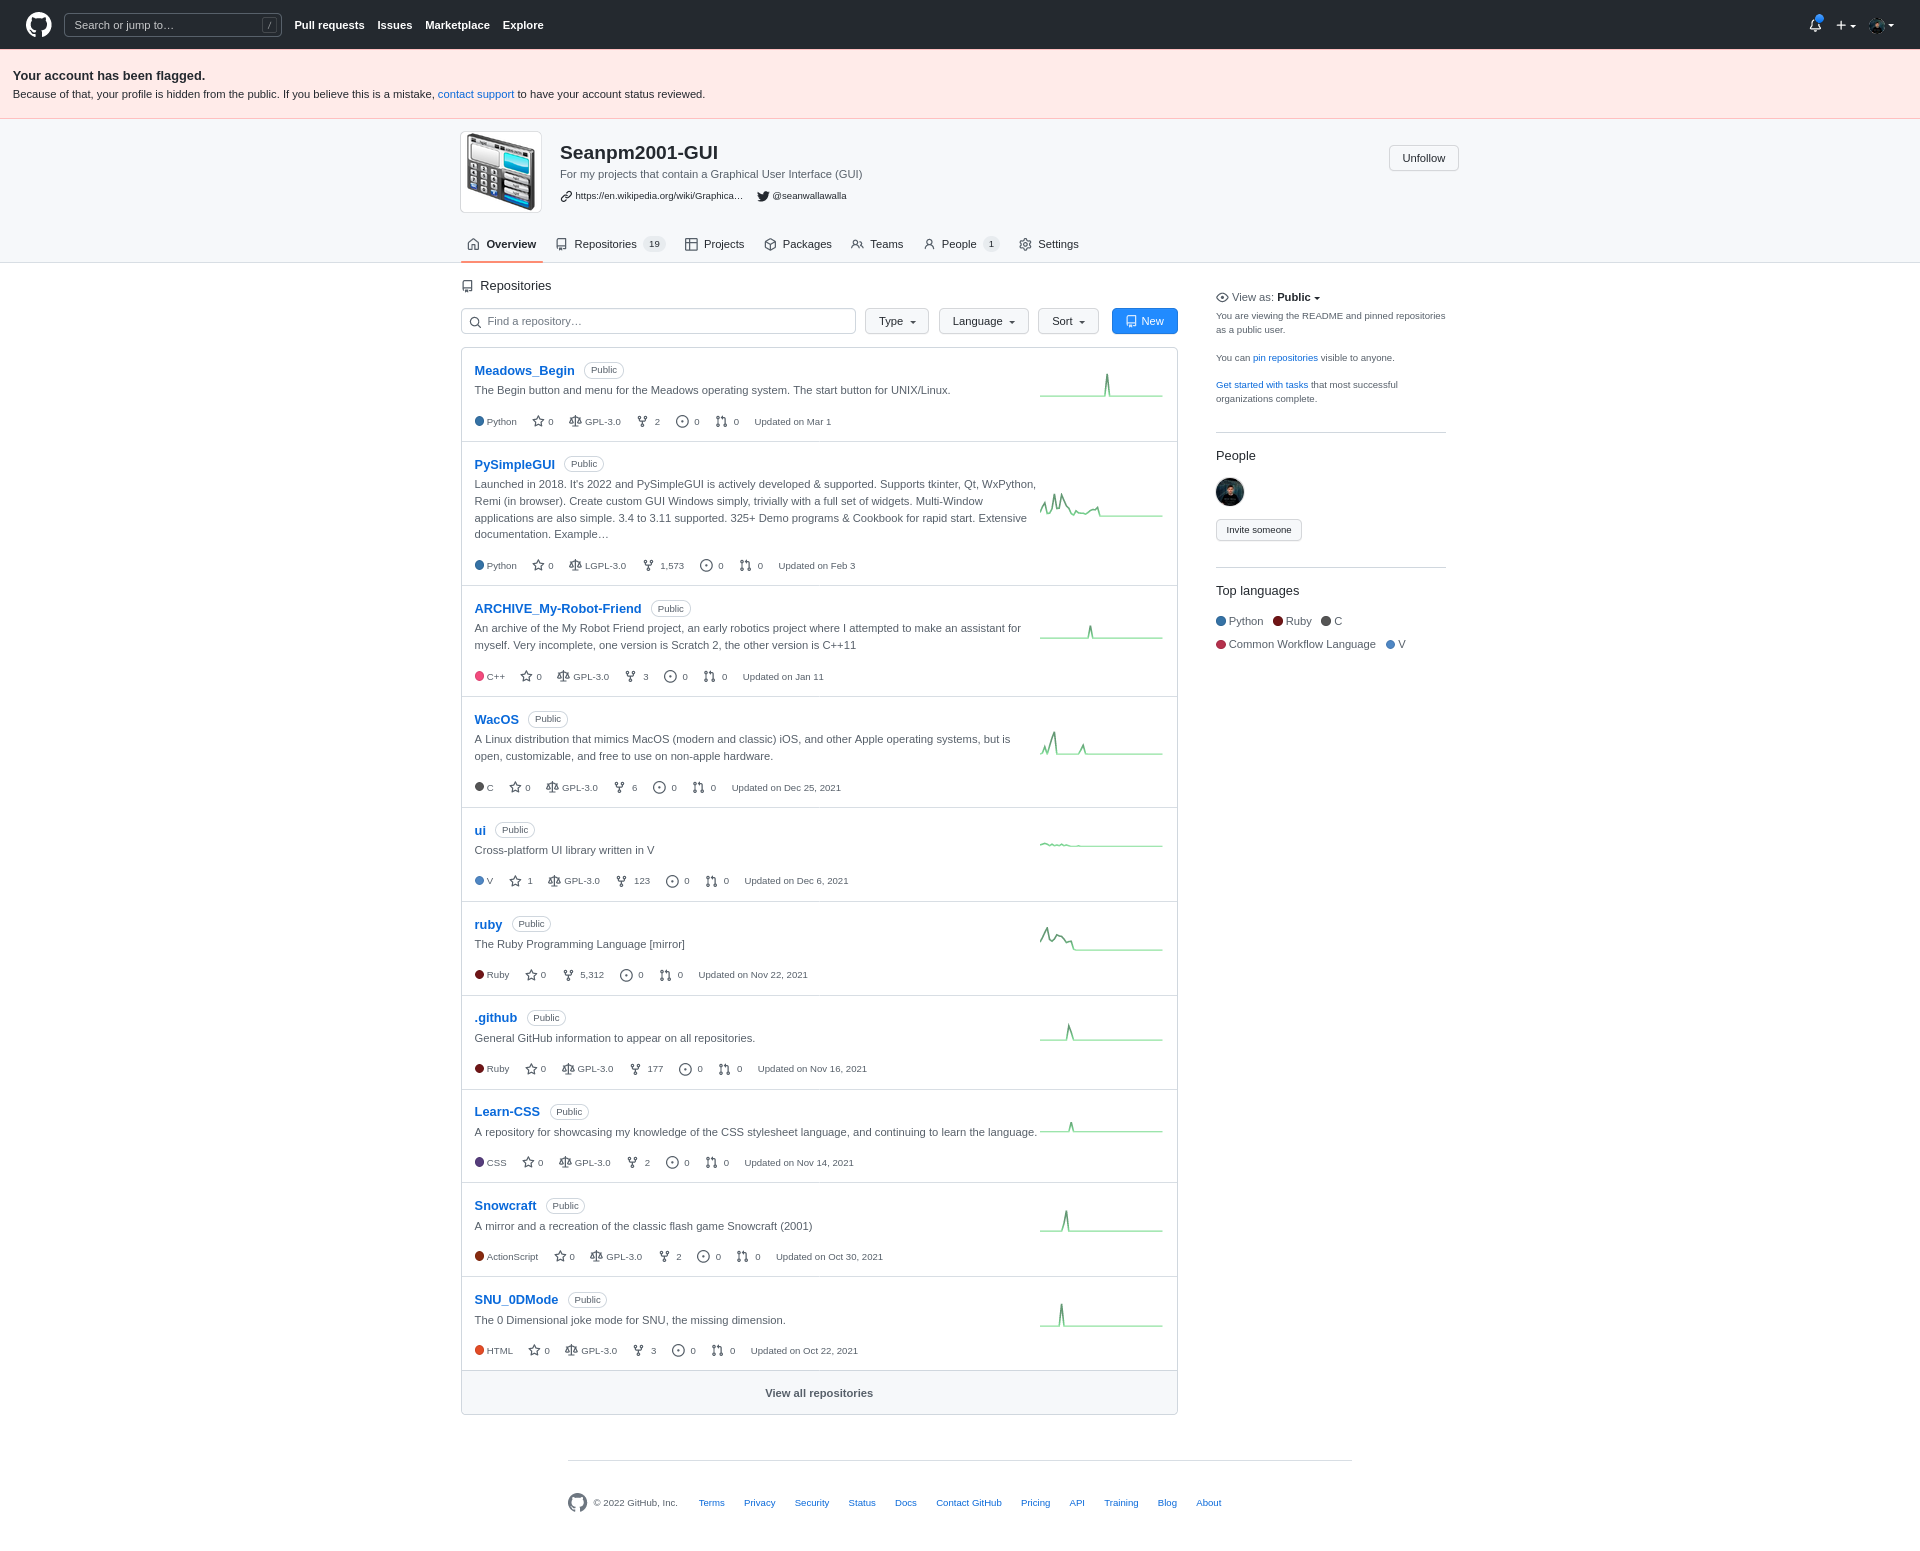 Search or jump to…
/
Pull requests Issues Marketplace Explore
Your account has been flagged.
Because of that, your profile is hidden from the public. If you believe this is a mistake, contact support to have your account status reviewed.
Seanpm2001-GUI
For my projects that contain a Graphical User Interface (GUI)
https://en.wikipedia.org/wiki/Graphica… @seanwallawalla
Unfollow
Overview Repositories 19 Projects Packages Teams People 1 Settings
Repositories
Find a repository… Type Language Sort New
Meadows_Begin Public
The Begin button and menu for the Meadows operating system. The start button for UNIX/Linux.
Python 0 GPL-3.0 2 0 0 Updated on Mar 1
PySimpleGUI Public
Launched in 2018. It's 2022 and PySimpleGUI is actively developed & supported. Supports tkinter, Qt, WxPython,
Remi (in browser). Create custom GUI Windows simply, trivially with a full set of widgets. Multi-Window
applications are also simple. 3.4 to 3.11 supported. 325+ Demo programs & Cookbook for rapid start. Extensive
documentation. Example…
Python 0 LGPL-3.0 1,573 0 0 Updated on Feb 3
ARCHIVE_My-Robot-Friend Public
An archive of the My Robot Friend project, an early robotics project where I attempted to make an assistant for
myself. Very incomplete, one version is Scratch 2, the other version is C++11
C++ 0 GPL-3.0 3 0 0 Updated on Jan 11
WacOS Public
A Linux distribution that mimics MacOS (modern and classic) iOS, and other Apple operating systems, but is
open, customizable, and free to use on non-apple hardware.
C 0 GPL-3.0 6 0 0 Updated on Dec 25, 2021
ui Public
Cross-platform UI library written in V
V 1 GPL-3.0 123 0 0 Updated on Dec 6, 2021
ruby Public
The Ruby Programming Language [mirror]
Ruby 0 5,312 0 0 Updated on Nov 22, 2021
.github Public
General GitHub information to appear on all repositories.
Ruby 0 GPL-3.0 177 0 0 Updated on Nov 16, 2021
Learn-CSS Public
A repository for showcasing my knowledge of the CSS stylesheet language, and continuing to learn the language.
CSS 0 GPL-3.0 2 0 0 Updated on Nov 14, 2021
Snowcraft Public
A mirror and a recreation of the classic flash game Snowcraft (2001)
ActionScript 0 GPL-3.0 2 0 0 Updated on Oct 30, 2021
SNU_0DMode Public
The 0 Dimensional joke mode for SNU, the missing dimension.
HTML 0 GPL-3.0 3 0 0 Updated on Oct 22, 2021
View all repositories
View as: Public
You are viewing the README and pinned repositories
as a public user.
You can pin repositories visible to anyone.
Get started with tasks that most successful
organizations complete.
People
Invite someone
Top languages
Python Ruby C
Common Workflow Language V
© 2022 GitHub, Inc. Terms Privacy Security Status Docs Contact GitHub Pricing API Training Blog About